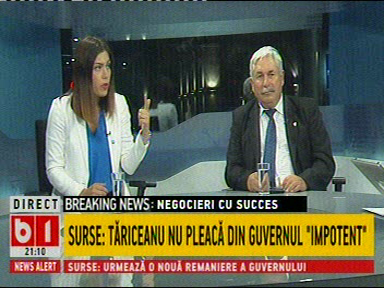 DIRECT
BREAKING NEWS: NEGOCIERI CU SUCCES
b1
21:10
SURSE: TĂRICEANU NU PLEACĂ DIN GUVERNUL "IMPOTENT"
NEWS ALERT
SURSE: URMEAZĂ O NOUĂ REMANIERE A GUVERNULUI